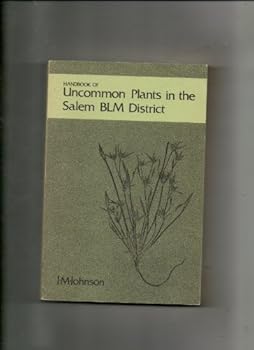 HANDBOOK OF
Uncommon Plants in the
Salem BLM District
J·M·Johnson